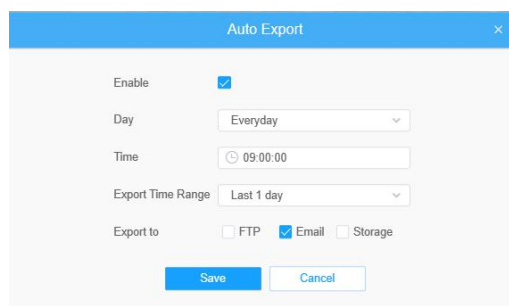 Auto Export
Enable
Day Everyday
Time 09:00:00
Export Time Range Last 1 day
Export to FTP Email Storage
Save Cancel